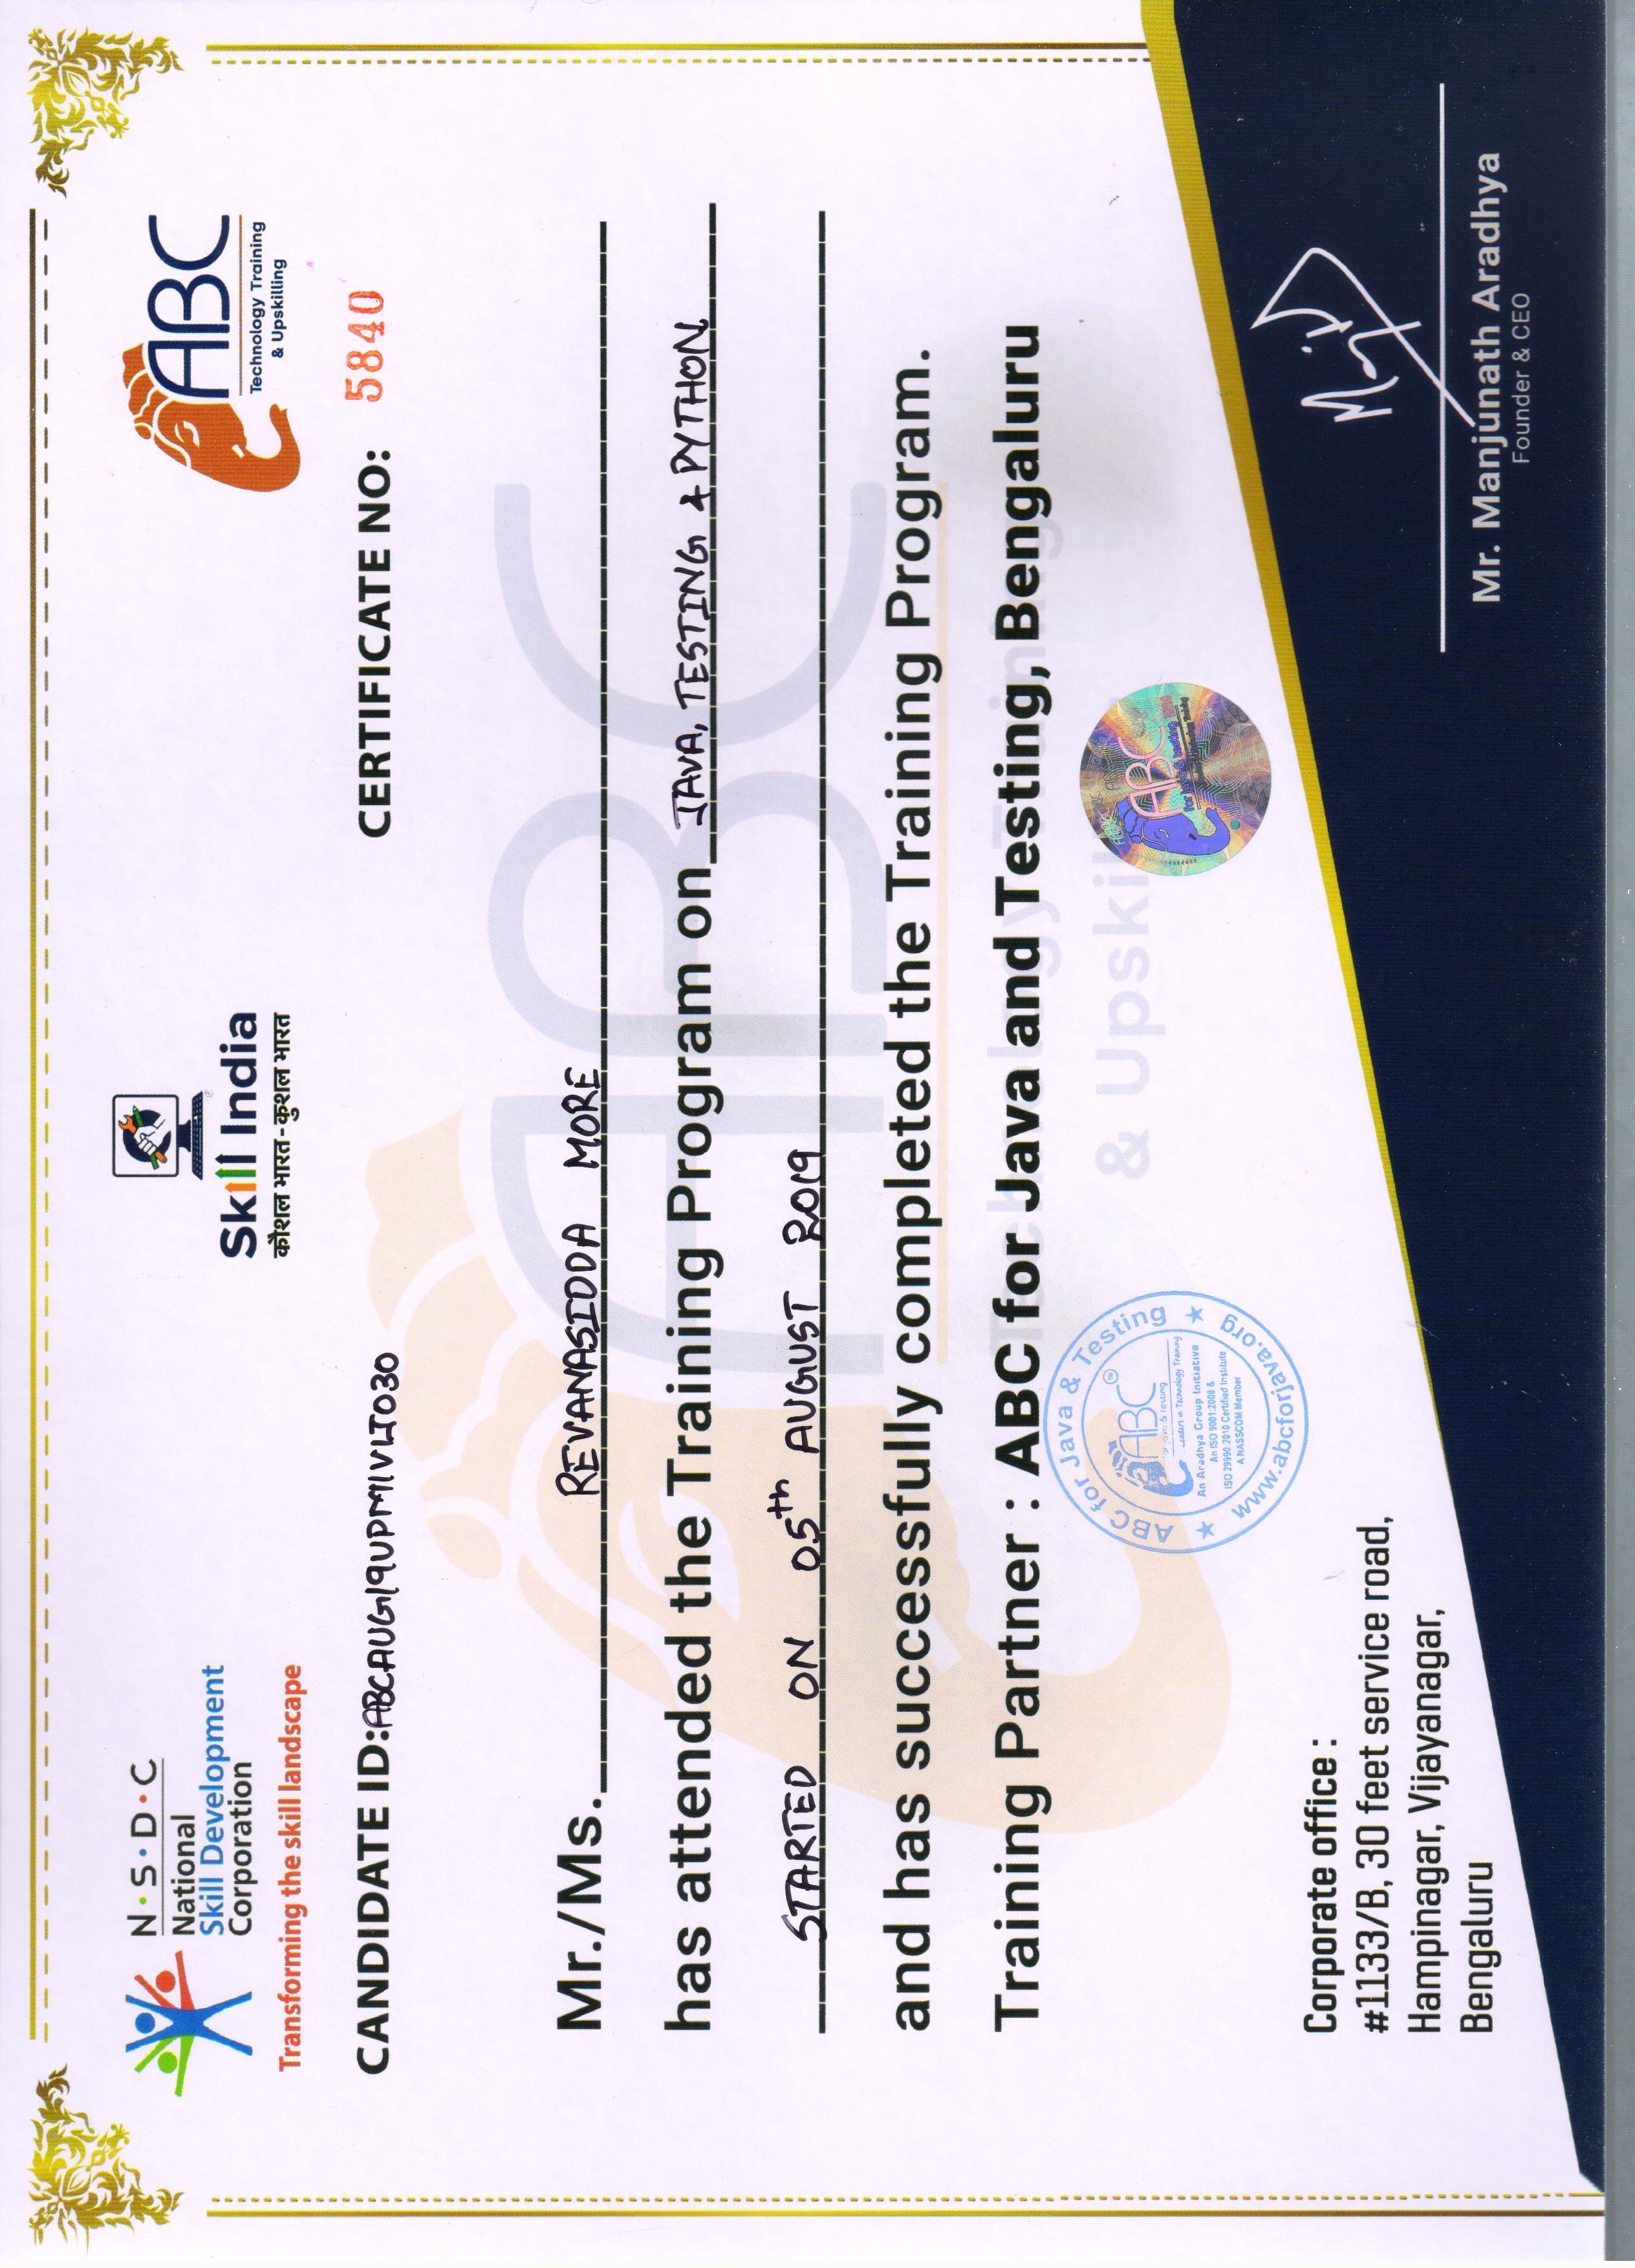 N·S·D·C
National
Skill Development
Corporation
Transforming the skill landscape
Skill India
कौशल भारत - कुशल भारत
ABC
Technology Training
& Upskilling
CANDIDATE ID: ABCAUG19UDPM1VLJ030
CERTIFICATE NO: 5840
Mr./Ms. REVANASIDDA MORE
has attended the Training Program on JAVA, TESTING & PYTHON
STARTED ON 05th AUGUST 2019
and has successfully completed the Training Program.
Training Partner : ABC for Java and Testing, Bengaluru
ABC for Java & Testing
ABC
An Aradhya Group Initiative
An ISO 9001:2008 &
ISO 29990 2010 Certified Institute
A NASSCOM Member
www.abcforjava.org
ABC
Corporate office :
#1133/B, 30 feet service road,
Hampinagar, Vijayanagar,
Bengaluru
Mr. Manjunath Aradhya
Founder & CEO